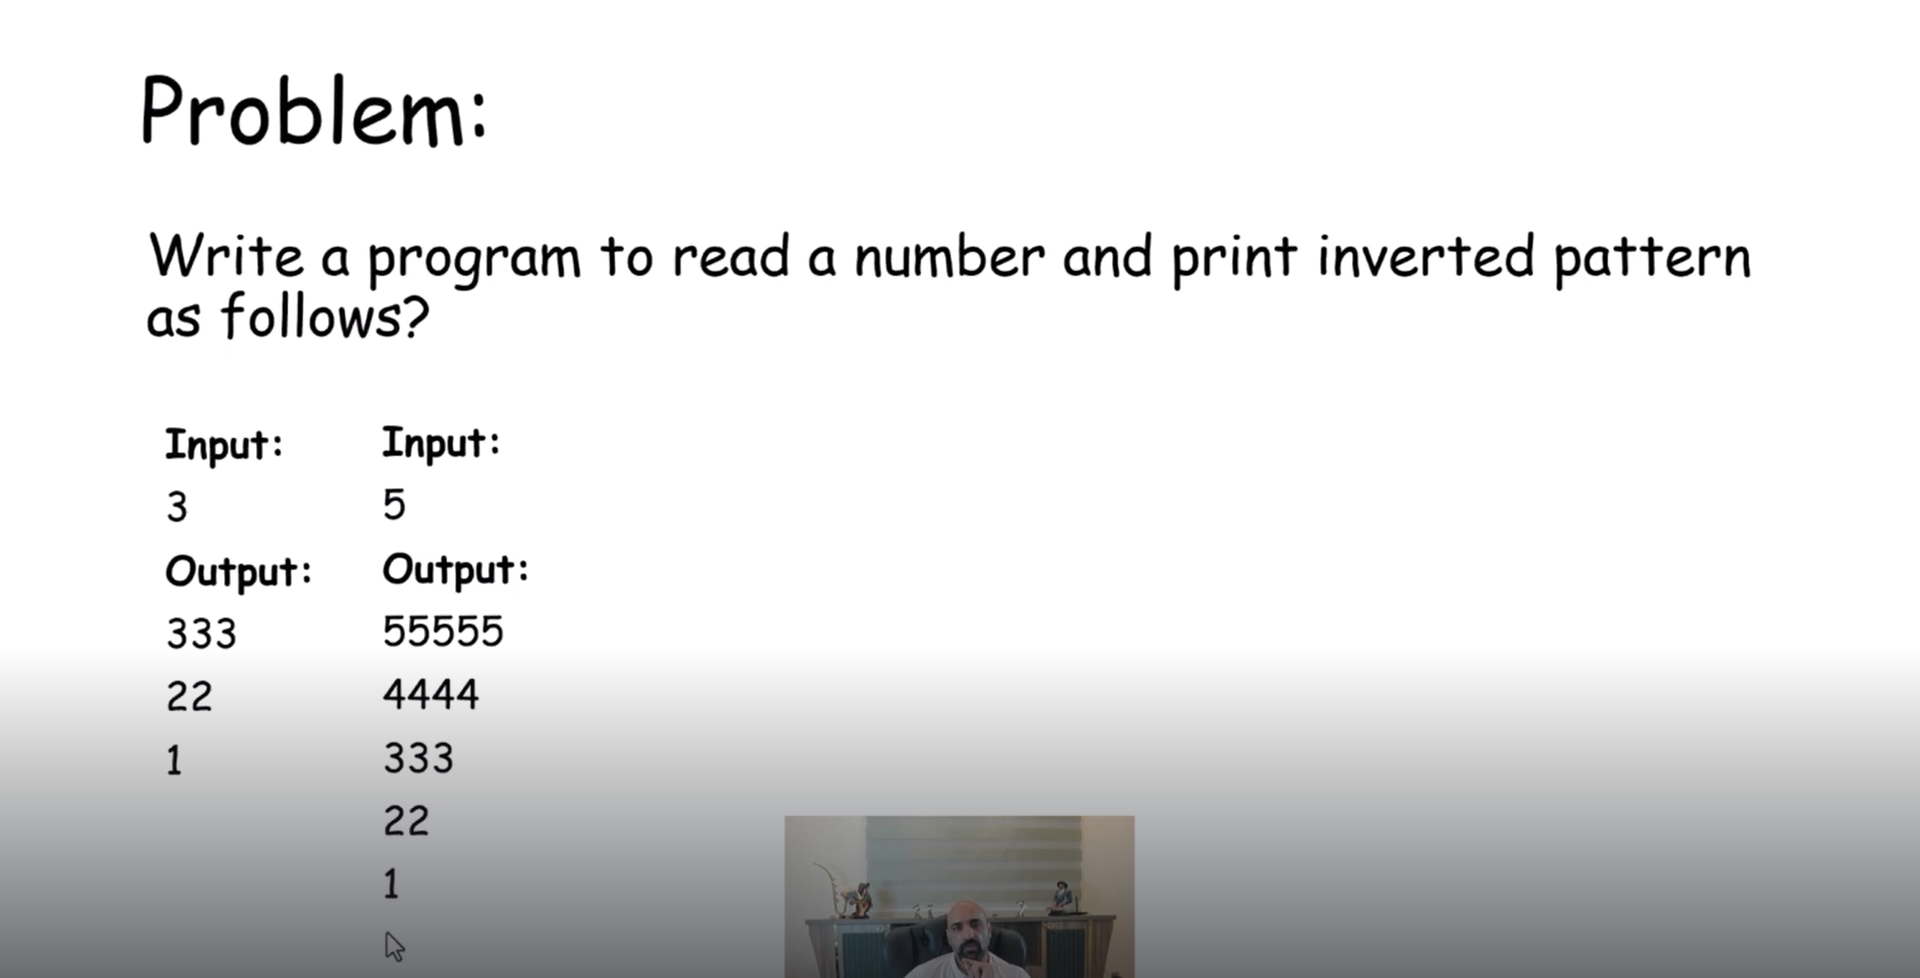 Problem:
Write a program to read a number and print inverted pattern
as follows?
Input:
3
Output:
333
22
1
Input:
5
Output:
55555
4444
333
22
1